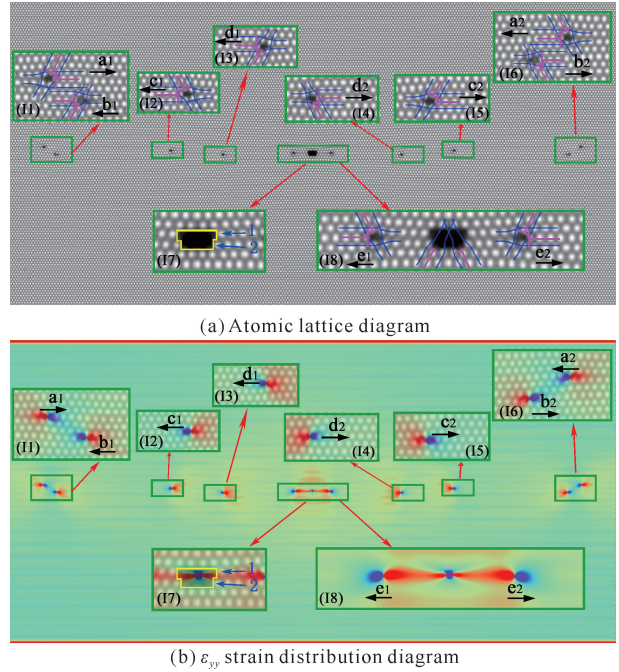 a1
(I1)
b1
c1
(I2)
d1
(I3)
d2
(I4)
c2
(I5)
a2
(I6)
b2
1
2
(I7)
(I8)
e1
e2
(a) Atomic lattice diagram
a1
(I1)
b1
c1
(I2)
d1
(I3)
d2
(I4)
c2
(I5)
a2
b2
(I6)
1
2
(I7)
(I8)
e1
e2
(b) εyy strain distribution diagram